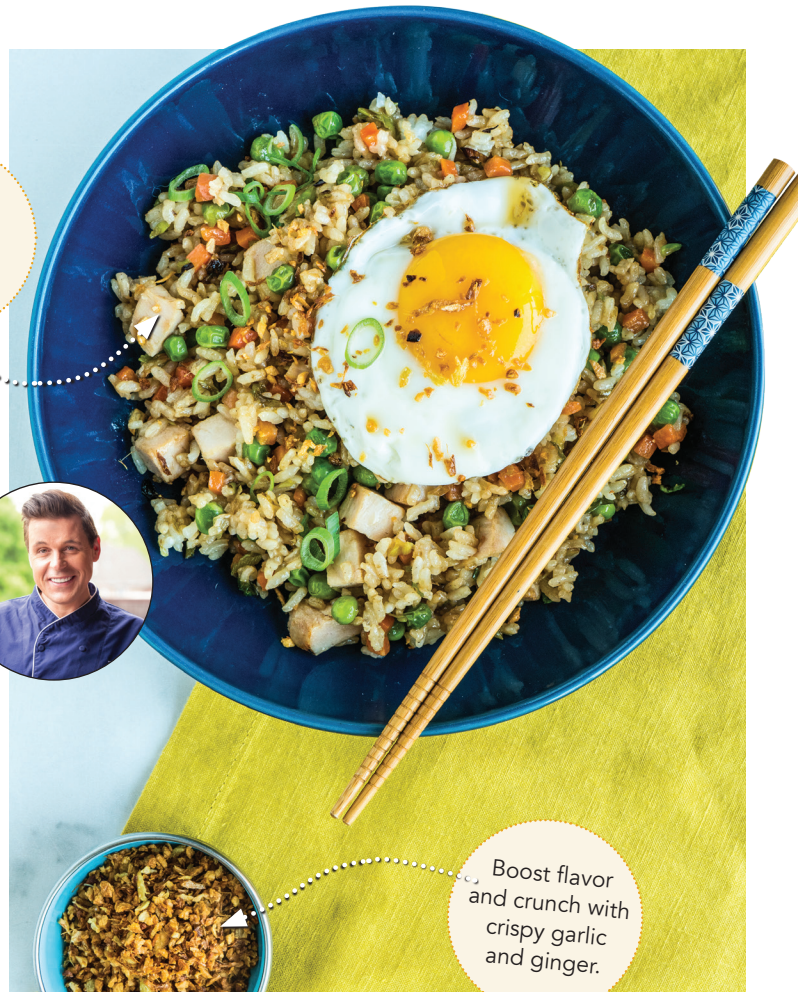 Boost flavor
and crunch with
crispy garlic
and ginger.